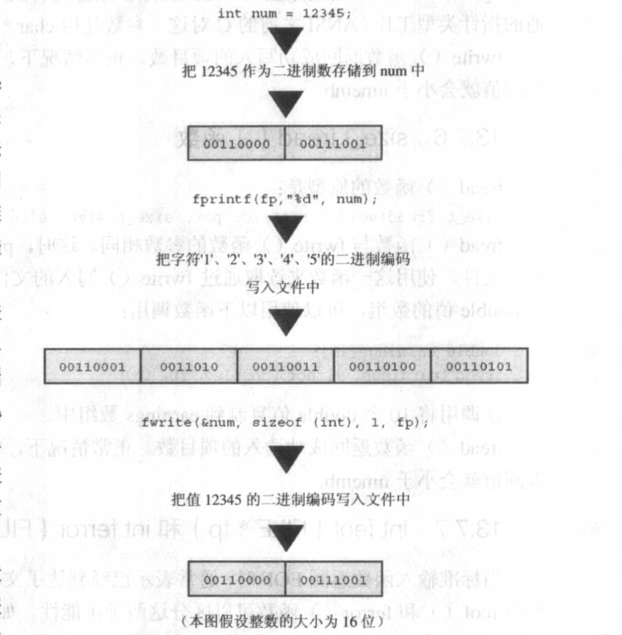 int num = 12345;
把 12345 作为二进制数存储到 num 中
00110000 00111001
fprintf(fp,"%d", num);
把字符'1'、'2'、'3'、'4'、'5'的二进制编码
写入文件中
00110001 0011010 00110011 00110100 00110101
fwrite(&num, sizeof (int), 1, fp);
把值 12345 的二进制编码写入文件中
00110000 00111001
(本图假设整数的大小为 16 位)